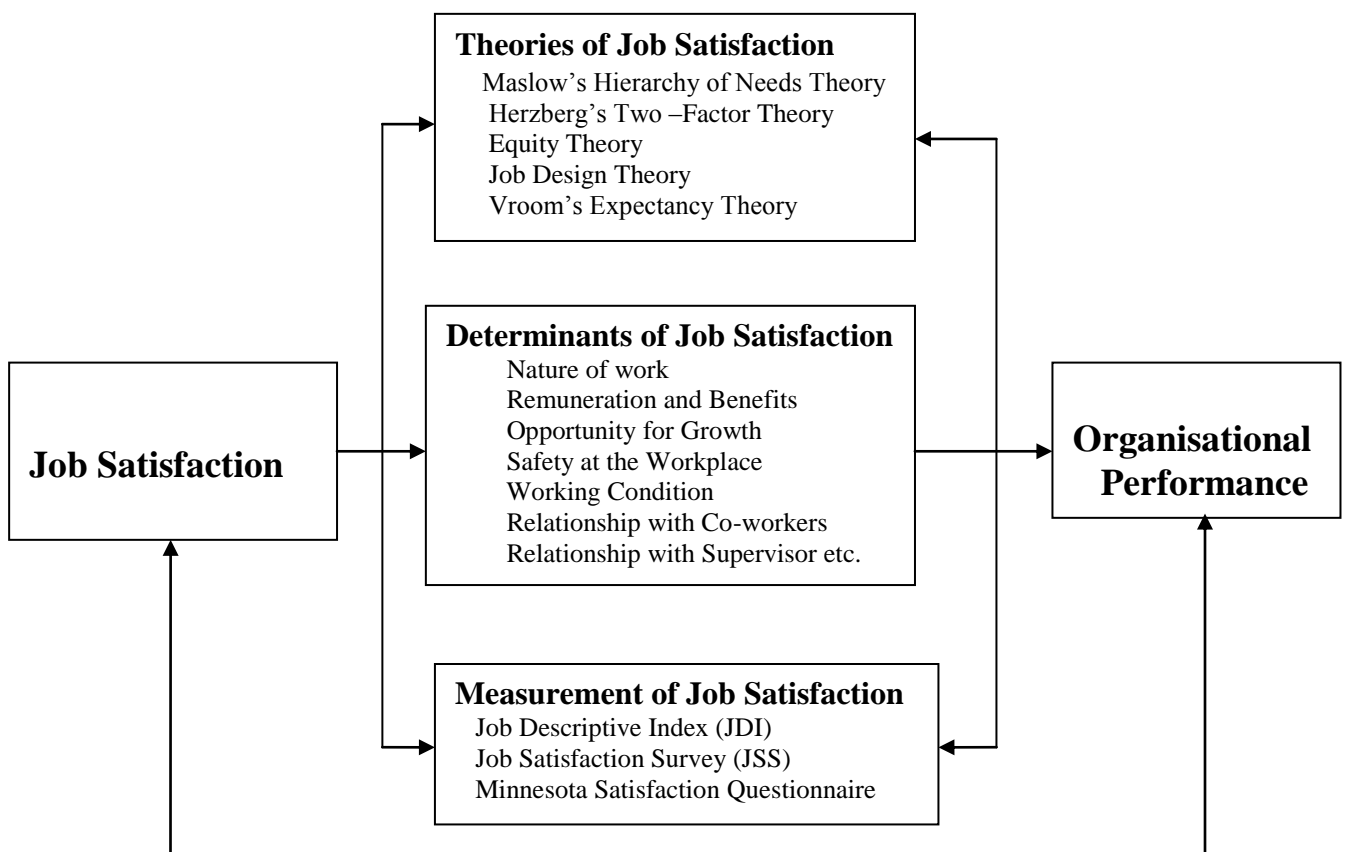 Theories of Job Satisfaction
Maslow’s Hierarchy of Needs Theory
Herzberg’s Two –Factor Theory
Equity Theory
Job Design Theory
Vroom’s Expectancy Theory
Determinants of Job Satisfaction
Nature of work
Remuneration and Benefits
Opportunity for Growth
Safety at the Workplace
Working Condition
Relationship with Co-workers
Relationship with Supervisor etc.
Job Satisfaction
Organisational
Performance
Measurement of Job Satisfaction
Job Descriptive Index (JDI)
Job Satisfaction Survey (JSS)
Minnesota Satisfaction Questionnaire